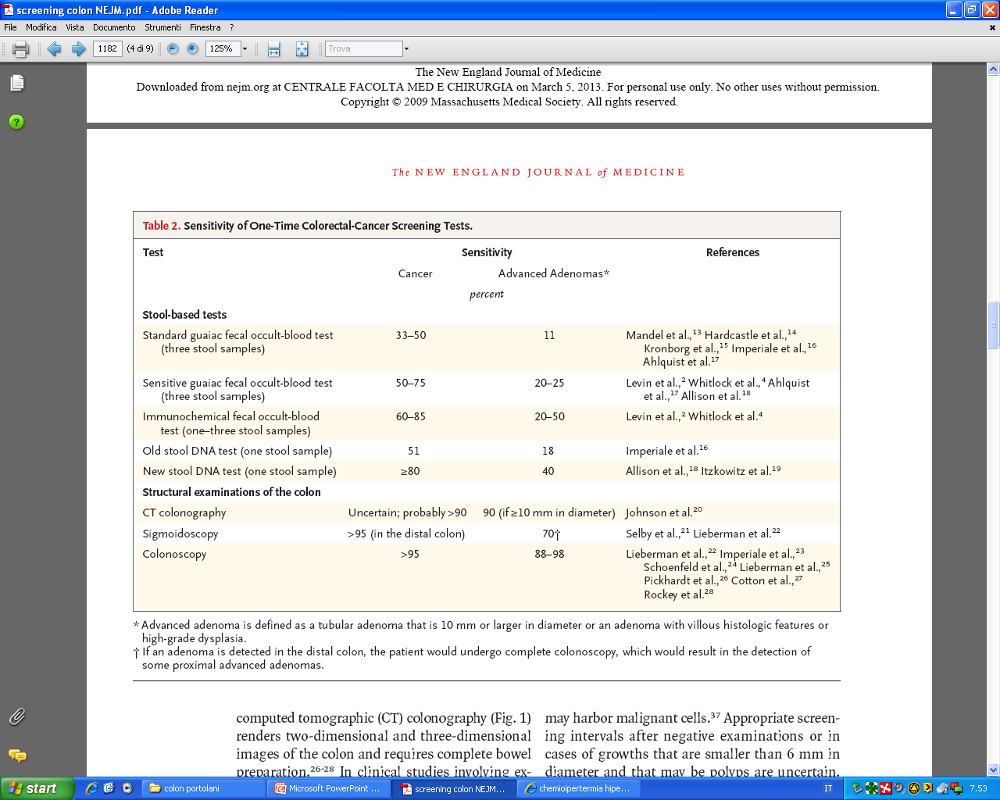 screening colon NEJM.pdf - Adobe Reader
File Modifica Vista Documento Strumenti Finestra ?
1182 (4 di 9) 125% Trova
The New England Journal of Medicine
Downloaded from nejm.org at CENTRALE FACOLTA MED E CHIRURGIA on March 5, 2013. For personal use only. No other uses without permission.
Copyright © 2009 Massachusetts Medical Society. All rights reserved.
The NEW ENGLAND JOURNAL of MEDICINE
Table 2. Sensitivity of One-Time Colorectal-Cancer Screening Tests.
Test Sensitivity References
Cancer Advanced Adenomas*
percent
Stool-based tests
Standard guaiac fecal occult-blood test 33–50 11 Mandel et al.,¹³ Hardcastle et al.,¹⁴
(three stool samples) Kronborg et al.,¹⁵ Imperiale et al.,¹⁶
Ahlquist et al.¹⁷
Sensitive guaiac fecal occult-blood test 50–75 20–25 Levin et al.,² Whitlock et al.,⁴ Ahlquist
(three stool samples) et al.,¹⁷ Allison et al.¹⁸
Immunochemical fecal occult-blood 60–85 20–50 Levin et al.,² Whitlock et al.⁴
test (one–three stool samples)
Old stool DNA test (one stool sample) 51 18 Imperiale et al.¹⁶
New stool DNA test (one stool sample) ≥80 40 Allison et al.,¹⁸ Itzkowitz et al.¹⁹
Structural examinations of the colon
CT colonography Uncertain; probably >90 90 (if ≥10 mm in diameter) Johnson et al.²⁰
Sigmoidoscopy >95 (in the distal colon) 70† Selby et al.,²¹ Lieberman et al.²²
Colonoscopy >95 88–98 Lieberman et al.,²² Imperiale et al.,²³
Schoenfeld et al.,²⁴ Lieberman et al.,²⁵
Pickhardt et al.,²⁶ Cotton et al.,²⁷
Rockey et al.²⁸
* Advanced adenoma is defined as a tubular adenoma that is 10 mm or larger in diameter or an adenoma with villous histologic features or
high-grade dysplasia.
† If an adenoma is detected in the distal colon, the patient would undergo complete colonoscopy, which would result in the detection of
some proximal advanced adenomas.
computed tomographic (CT) colonography (Fig. 1)
renders two-dimensional and three-dimensional
images of the colon and requires complete bowel
preparation.²⁶⁻²⁸ In clinical studies involving ex-
may harbor malignant cells.³⁷ Appropriate screen-
ing intervals after negative examinations or in
cases of growths that are smaller than 6 mm in
diameter and that may be polyps are uncertain.
start colon portolani Microsoft PowerPoint ... screening colon NEJM... chemioipertermia hipe... IT 7.53